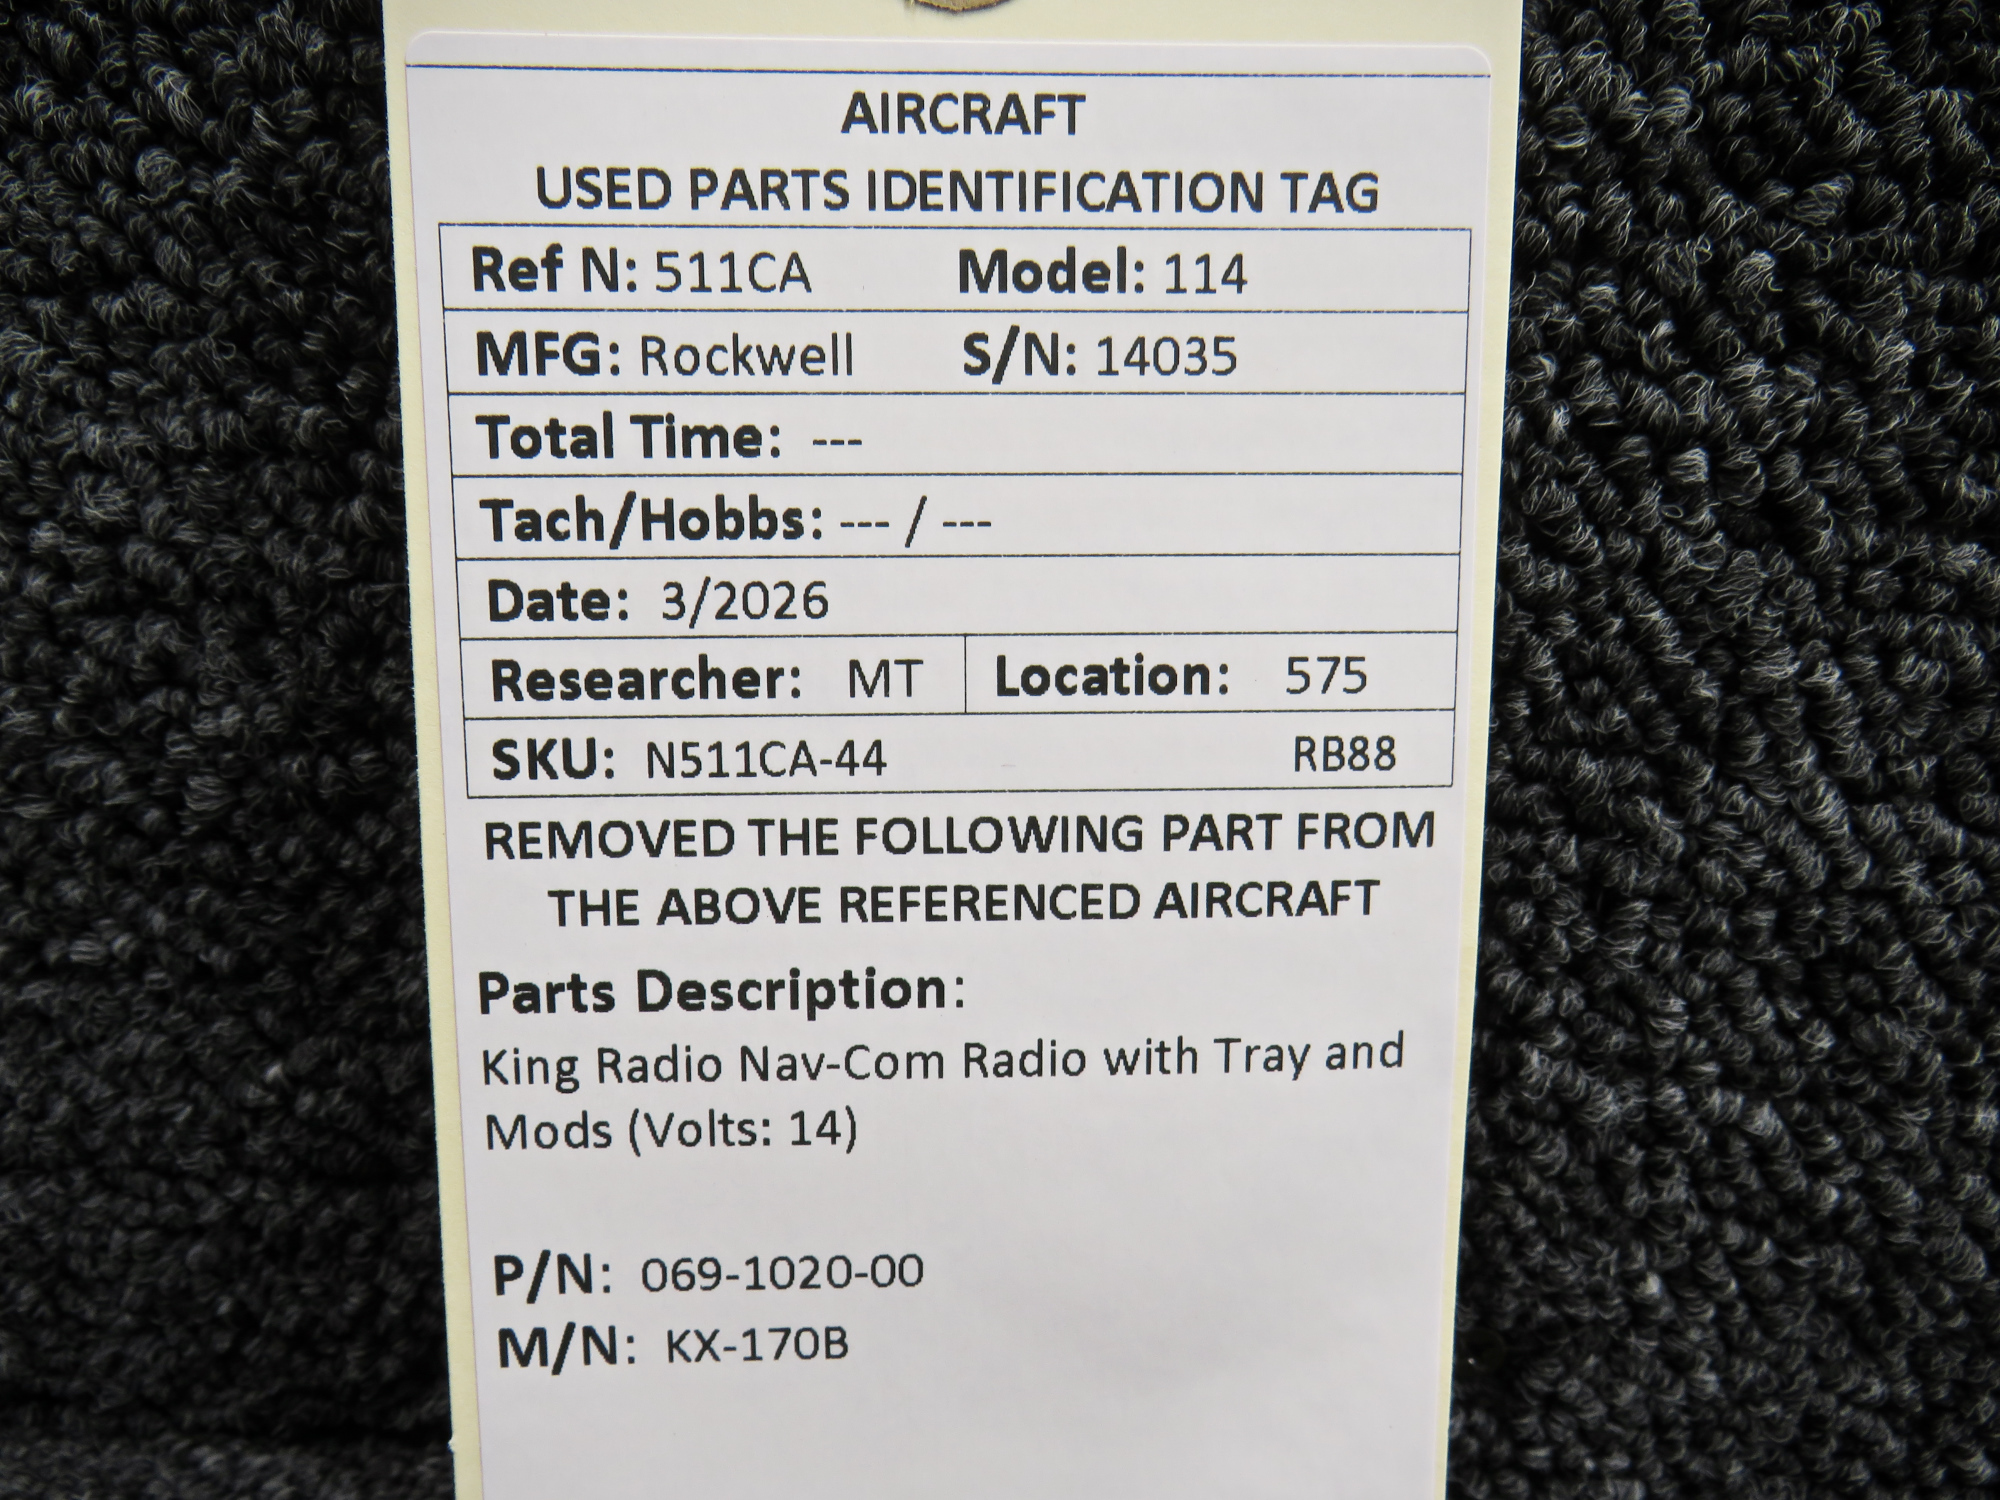 AIRCRAFT
USED PARTS IDENTIFICATION TAG
Ref N: 511CA Model: 114
MFG: Rockwell S/N: 14035
Total Time: ---
Tach/Hobbs: --- / ---
Date: 3/2026
Researcher: MT Location: 575
SKU: N511CA-44 RB88
REMOVED THE FOLLOWING PART FROM
THE ABOVE REFERENCED AIRCRAFT
Parts Description:
King Radio Nav-Com Radio with Tray and
Mods (Volts: 14)
P/N: 069-1020-00
M/N: KX-170B